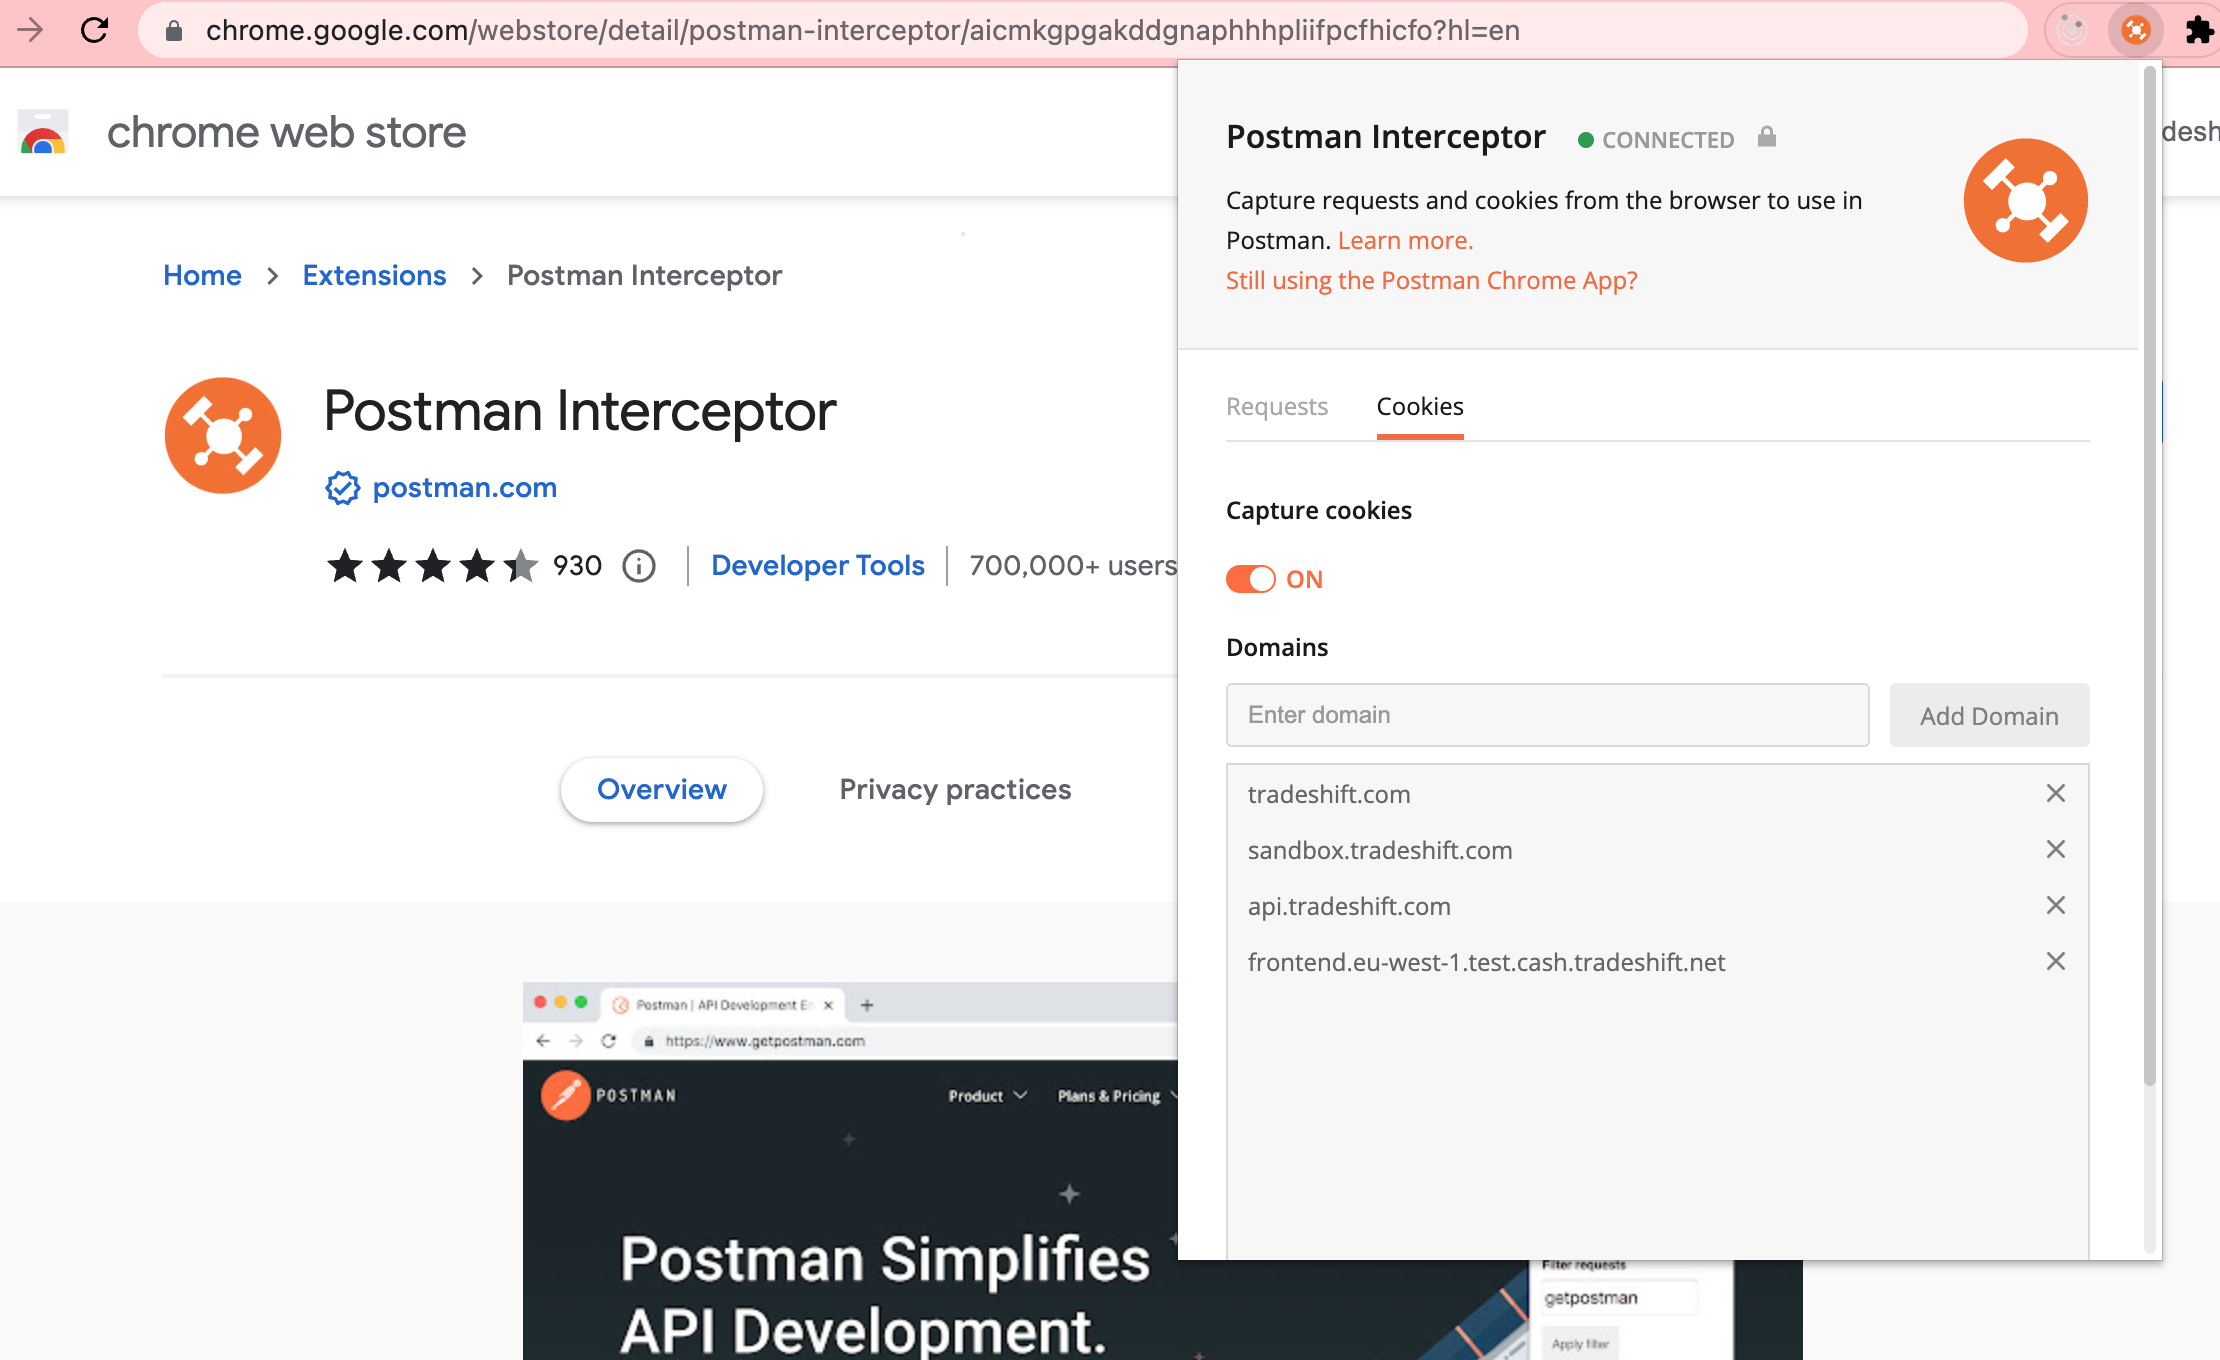 chrome.google.com/webstore/detail/postman-interceptor/aicmkgpgakddgnaphhhpliifpcfhicfo?hl=en
chrome web store
desh
Home > Extensions > Postman Interceptor
Postman Interceptor
postman.com
930
Developer Tools
700,000+ users
Overview
Privacy practices
Postman Interceptor
CONNECTED
Capture requests and cookies from the browser to use in
Postman. Learn more.
Still using the Postman Chrome App?
Requests
Cookies
Capture cookies
ON
Domains
Enter domain
Add Domain
tradeshift.com
sandbox.tradeshift.com
api.tradeshift.com
frontend.eu-west-1.test.cash.tradeshift.net
Postman | API Development E
https://www.getpostman.com
POSTMAN
Product
Plans & Pricing
Postman Simplifies
API Development.
Filter requests
getpostman
Apply filter